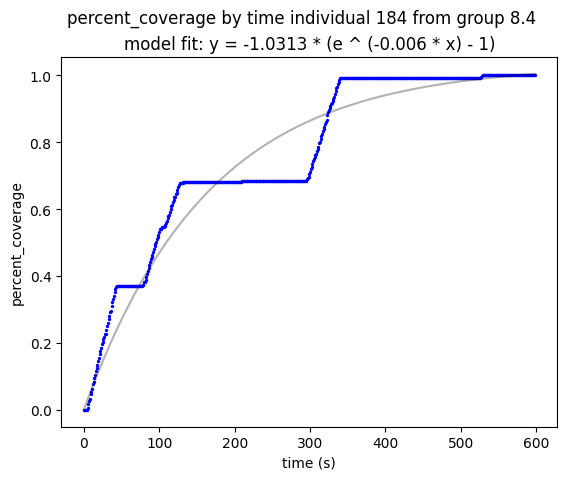 percent_coverage by time individual 184 from group 8.4
model fit: y = -1.0313 * (e ^ (-0.006 * x) - 1)
1.0
0.8
0.6
0.4
0.2
0.0
percent_coverage
0 100 200 300 400 500 600
time (s)